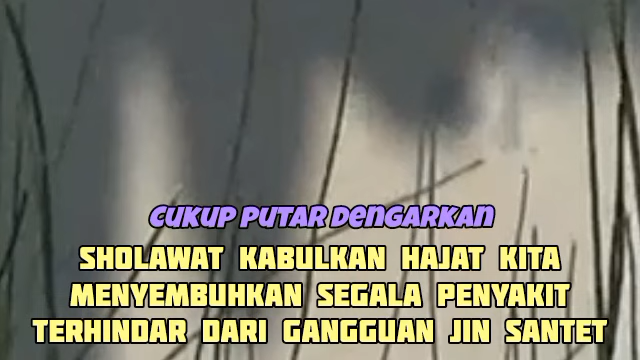 CUKUP PUTAR DENGARKAN
SHOLAWAT KABULKAN HAJAT KITA
MENYEMBUHKAN SEGALA PENYAKIT
TERHINDAR DARI GANGGUAN JIN SANTET